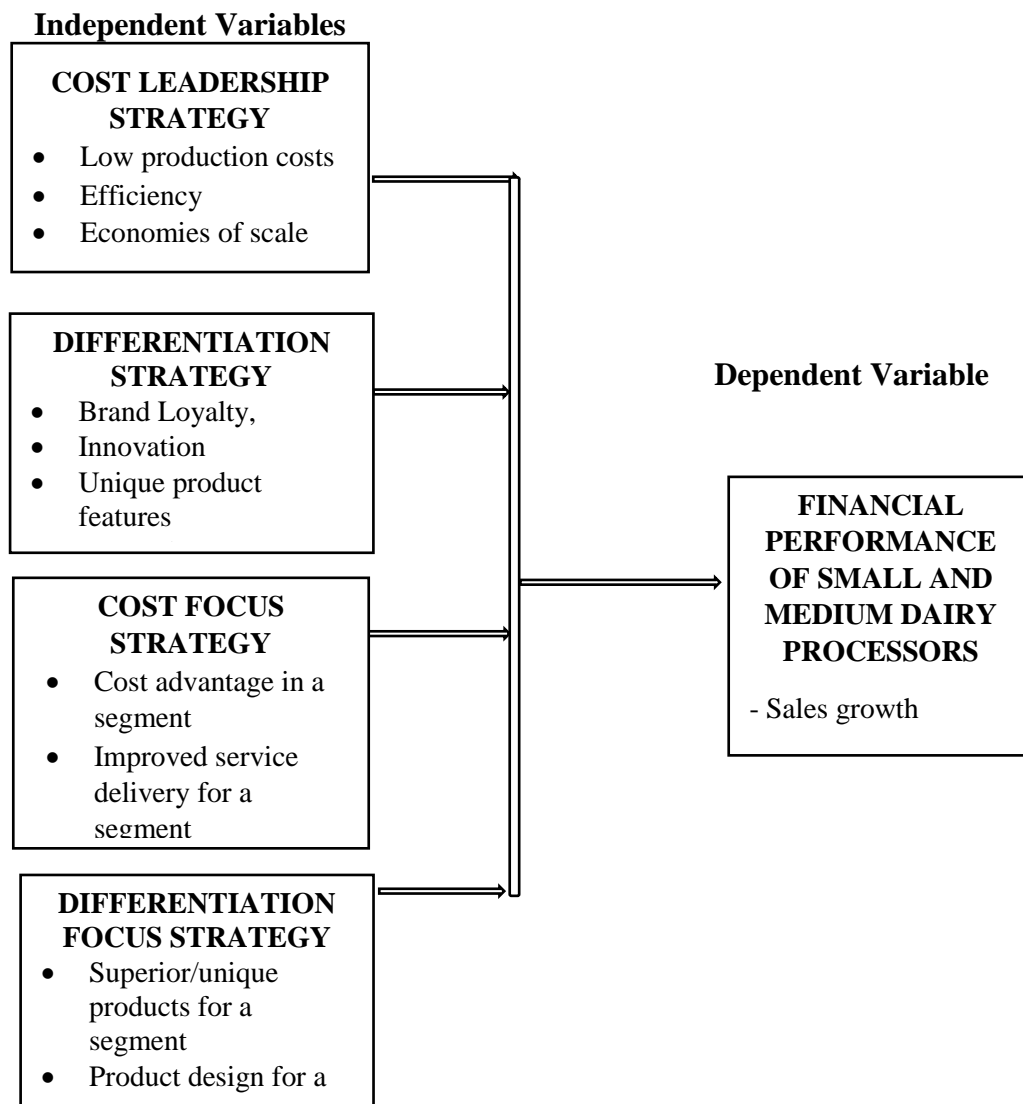 Independent Variables
COST LEADERSHIP
STRATEGY
• Low production costs
• Efficiency
• Economies of scale
DIFFERENTIATION
STRATEGY
• Brand Loyalty,
• Innovation
• Unique product
features
COST FOCUS
STRATEGY
• Cost advantage in a
segment
• Improved service
delivery for a
segment
DIFFERENTIATION
FOCUS STRATEGY
• Superior/unique
products for a
segment
• Product design for a
Dependent Variable
FINANCIAL
PERFORMANCE
OF SMALL AND
MEDIUM DAIRY
PROCESSORS
- Sales growth